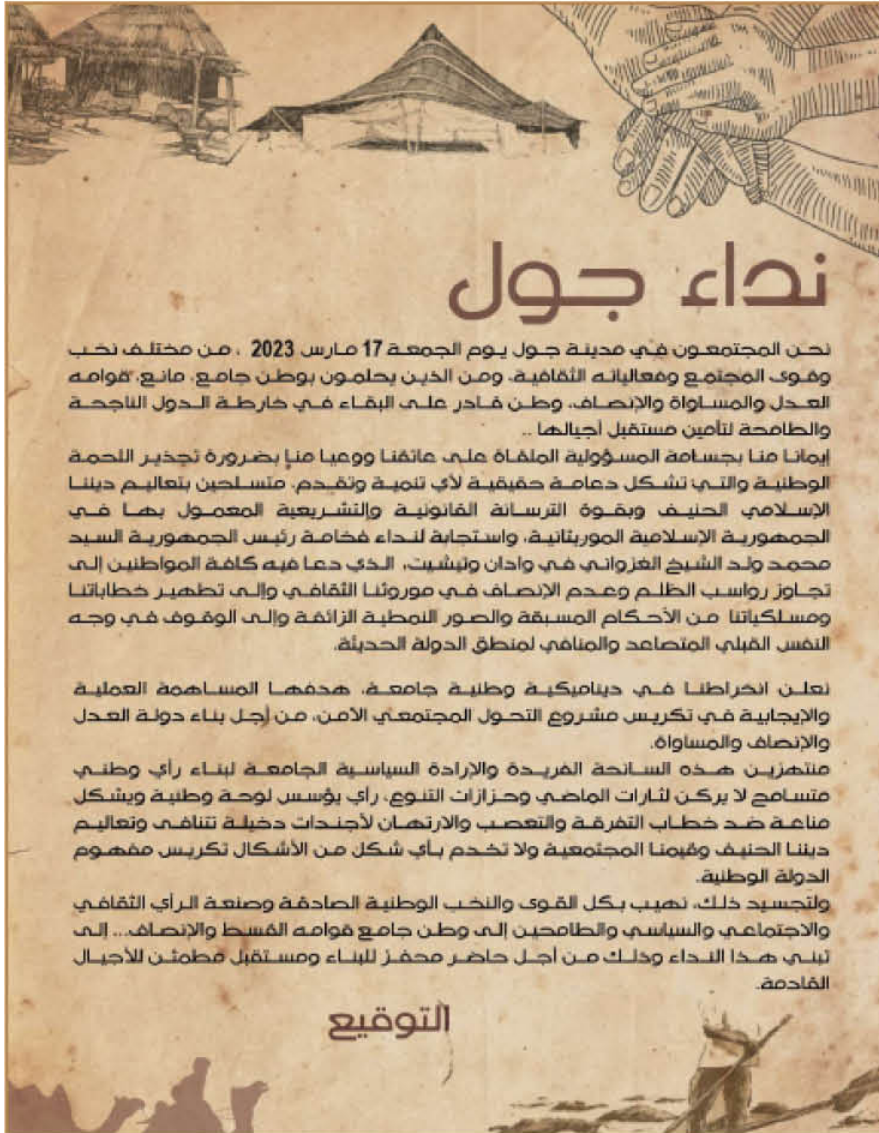 نداء جول
نحن المجتمعون في مدينة جول يوم الجمعة 17 مارس 2023 ، من مختلف نخب
وقوى المجتمع وفعالياته الثقافية، ومن الذين يحلمون بوطن جامع، مانع، قوامه
العدل والمساواة والإنصاف، وطن قادر على البقاء في خارطة الدول الناجحة
والطامحة لتأمين مستقبل أجيالها ..
إيمانا منا بجسامة المسؤولية الملقاة على عاتقنا ووعيا منا بضرورة تجذير اللحمة
الوطنية والتي تشكل دعامة حقيقية لأي تنمية وتقدم، متسلحين بتعاليم ديننا
الإسلامي الحنيف وبقوة الترسانة القانونية والتشريعية المعمول بها في
الجمهورية الإسلامية الموريتانية، واستجابة لنداء فخامة رئيس الجمهورية السيد
محمد ولد الشيخ الغزواني في وادان وتيشيت، الذي دعا فيه كافة المواطنين إلى
تجاوز رواسب الظلم وعدم الإنصاف في موروثنا الثقافي وإلى تطهير خطاباتنا
ومسلكياتنا من الأحكام المسبقة والصور النمطية الزائفة وإلى الوقوف في وجه
النفس القبلي المتصاعد والمنافي لمنطق الدولة الحديثة.
نعلن انخراطنا في ديناميكية وطنية جامعة، هدفها المساهمة العملية
والإيجابية في تكريس مشروع التحول المجتمعي الآمن، من أجل بناء دولة العدل
والإنصاف والمساواة.
منتهزين هذه السانحة الفريدة والإرادة السياسية الجامعة لبناء رأي وطني
متسامح لا يركن لثارات الماضي وحزازات التنوع، رأي يؤسس لوحة وطنية ويشكل
مناعة ضد خطاب التفرقة والتعصب والارتهان لأجندات دخيلة تتنافى وتعاليم
ديننا الحنيف وقيمنا المجتمعية ولا تخدم بأي شكل من الأشكال تكريس مفهوم
الدولة الوطنية.
ولتجسيد ذلك، نهيب بكل القوى والنخب الوطنية الصادقة وصنعة الرأي الثقافي
والاجتماعي والسياسي والطامحين إلى وطن جامع قوامه القسط والإنصاف... إلى
تبني هذا النداء وذلك من أجل حاضر محفز للبناء ومستقبل مطمئن للأجيال
القادمة.
التوقيع